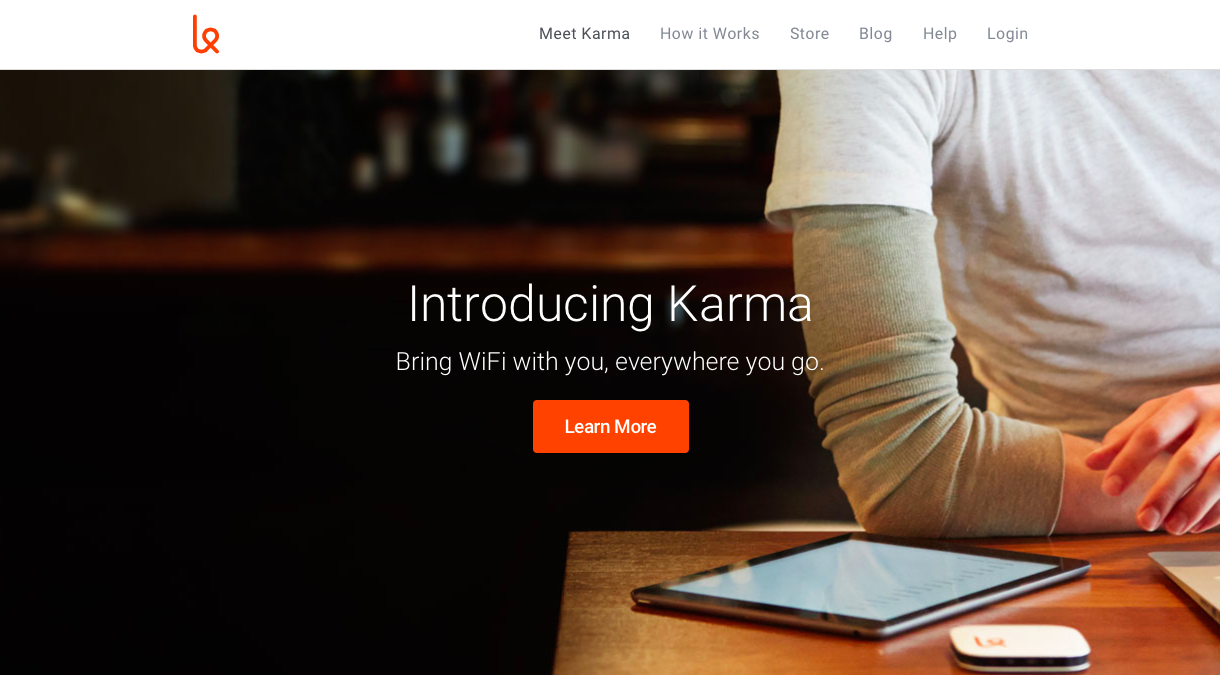 Meet Karma How it Works Store Blog Help Login
Introducing Karma
Bring WiFi with you, everywhere you go.
Learn More